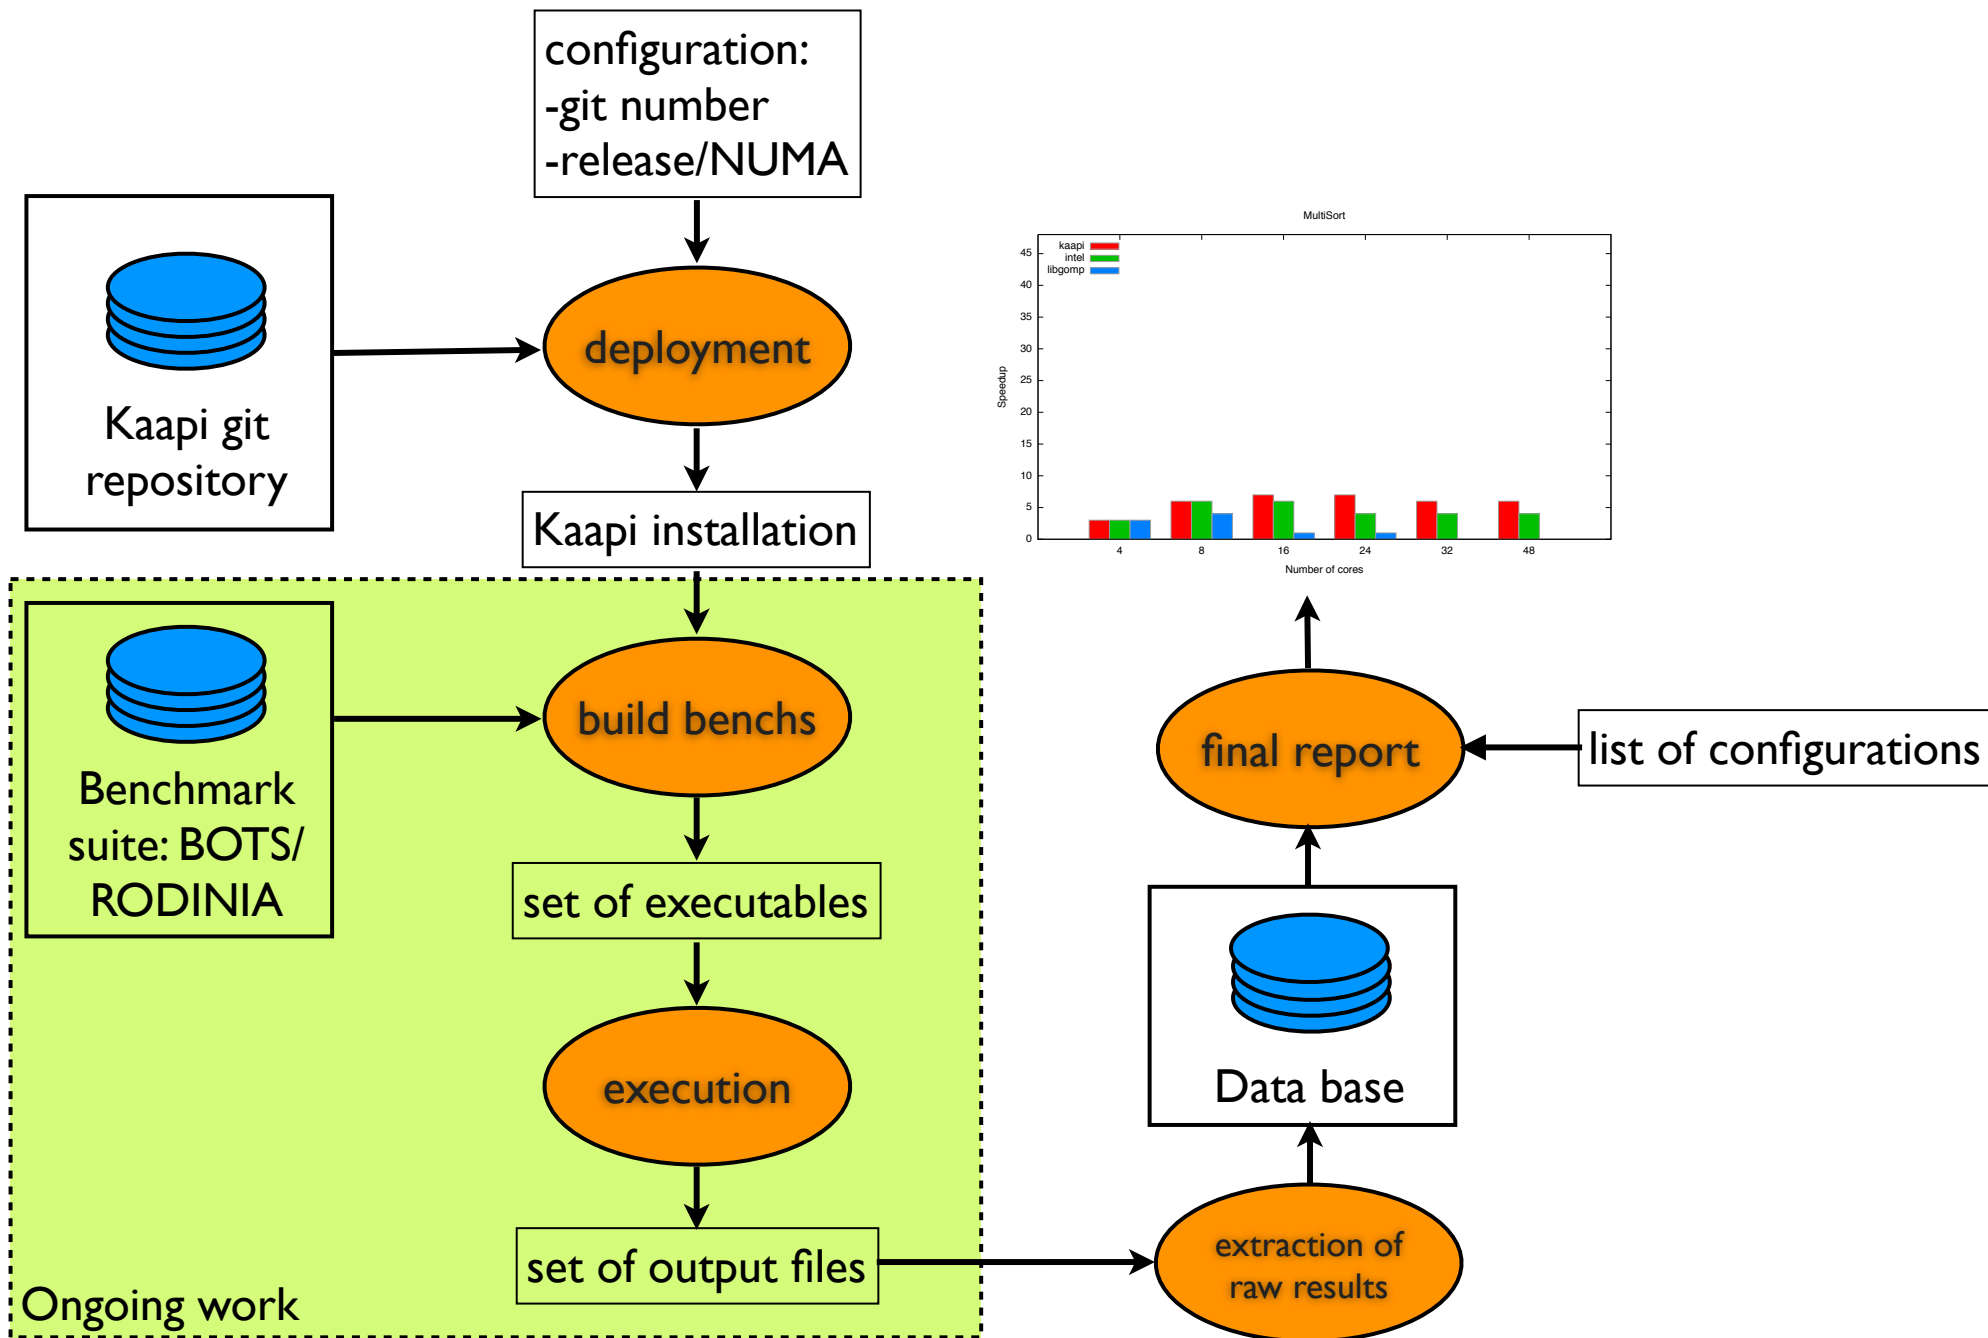 configuration:
-git number
-release/NUMA
Kaapi git
repository
deployment
Kaapi installation
Benchmark
suite: BOTS/
RODINIA
build benchs
set of executables
execution
set of output files
Ongoing work
MultiSort
kaapi
intel
libgomp
45
40
35
30
25
20
15
10
5
0
Speedup
4 8 16 24 32 48
Number of cores
final report
list of configurations
Data base
extraction of
raw results